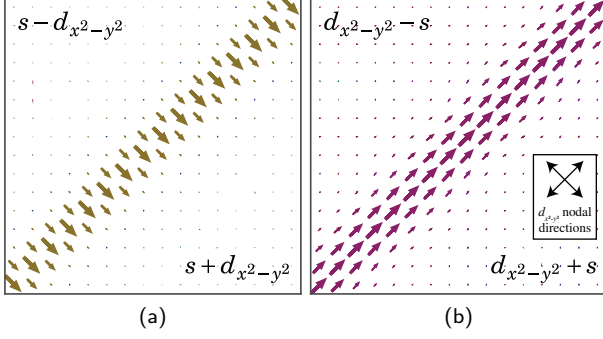 s − d_{x²−y²}
s + d_{x²−y²}
(a)
d_{x²−y²} − s
d_{x²-y²} nodal
directions
d_{x²−y²} + s
(b)